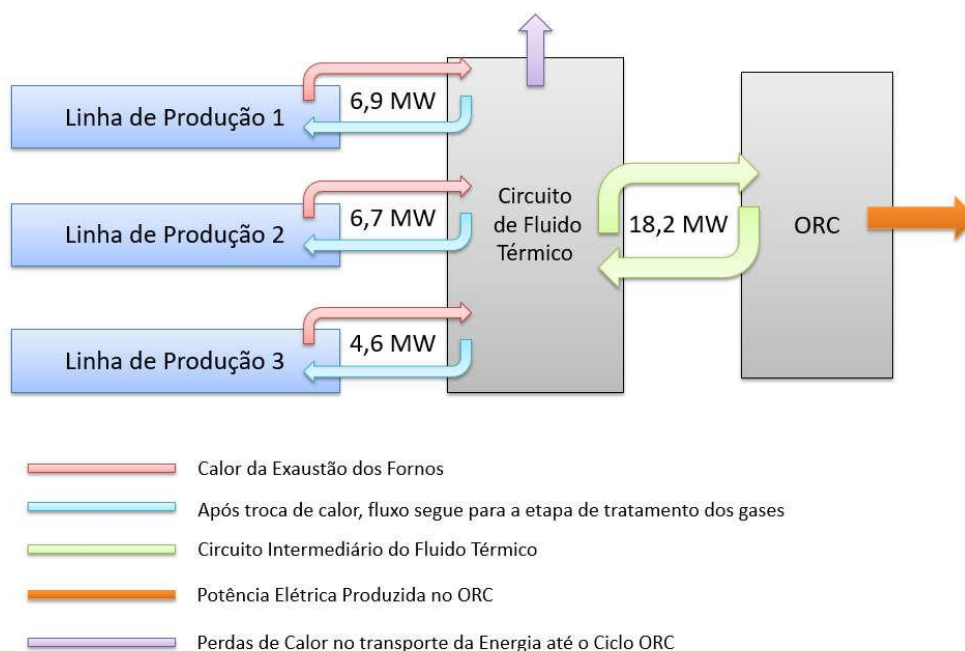 Linha de Produção 1
6,9 MW
Linha de Produção 2
6,7 MW
Linha de Produção 3
4,6 MW
Circuito
de Fluido
Térmico
18,2 MW
ORC
Calor da Exaustão dos Fornos
Após troca de calor, fluxo segue para a etapa de tratamento dos gases
Circuito Intermediário do Fluido Térmico
Potência Elétrica Produzida no ORC
Perdas de Calor no transporte da Energia até o Ciclo ORC